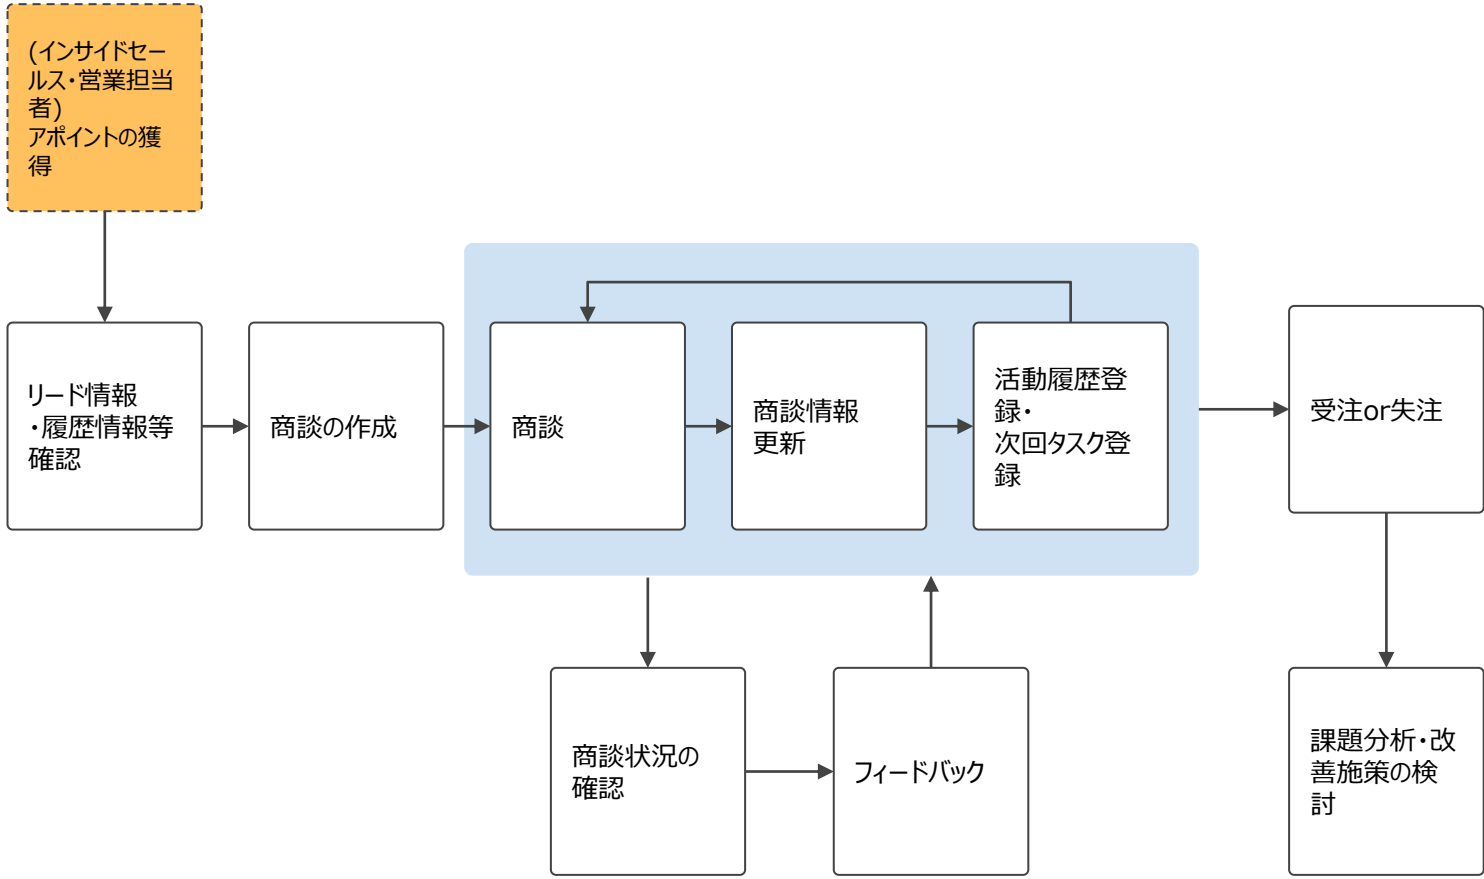 (インサイドセー
ルス・営業担当
者)
アポイントの獲
得
リード情報
・履歴情報等
確認
商談の作成
商談
商談情報
更新
活動履歴登
録・
次回タスク登
録
受注or失注
商談状況の
確認
フィードバック
課題分析・改
善施策の検
討